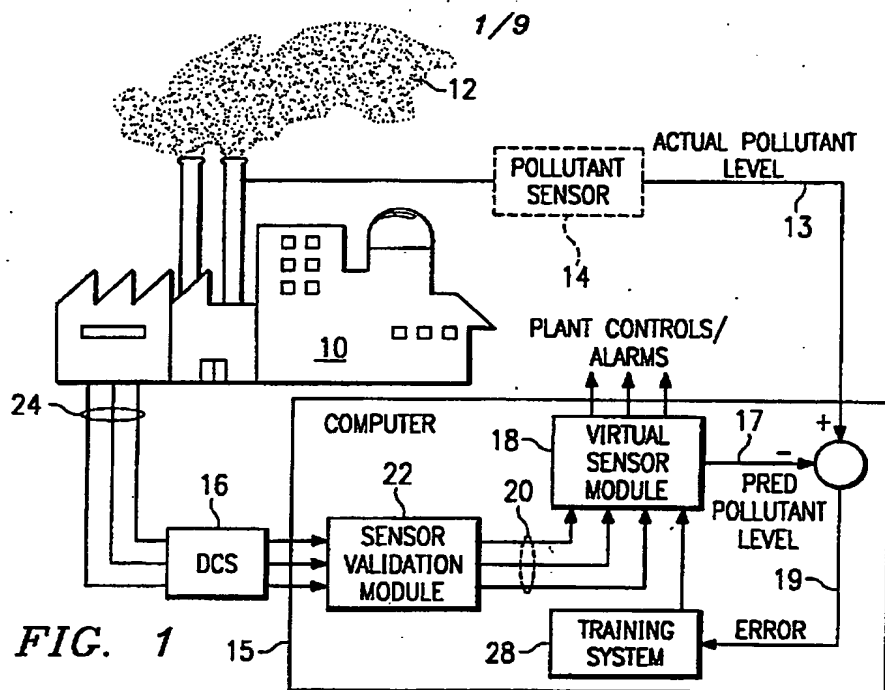 1/9
12
POLLUTANT
SENSOR
14
ACTUAL POLLUTANT
LEVEL
13
10
PLANT CONTROLS/
ALARMS
24
COMPUTER
18
VIRTUAL
SENSOR
MODULE
17
+
-
PRED
POLLUTANT
LEVEL
16
DCS
22
SENSOR
VALIDATION
MODULE
20
19
FIG. 1
15
28
TRAINING
SYSTEM
ERROR